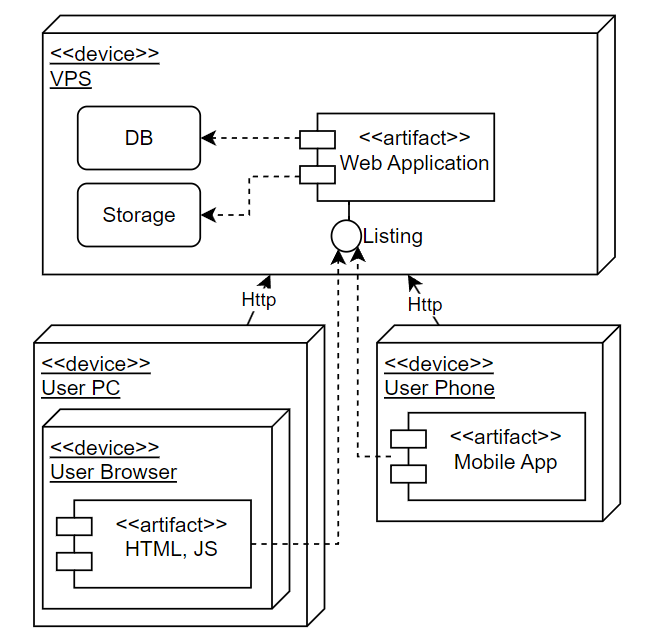 <<device>>
VPS
DB
Storage
<<artifact>>
Web Application
Listing
Http
Http
<<device>>
User PC
<<device>>
User Browser
<<artifact>>
HTML, JS
<<device>>
User Phone
<<artifact>>
Mobile App